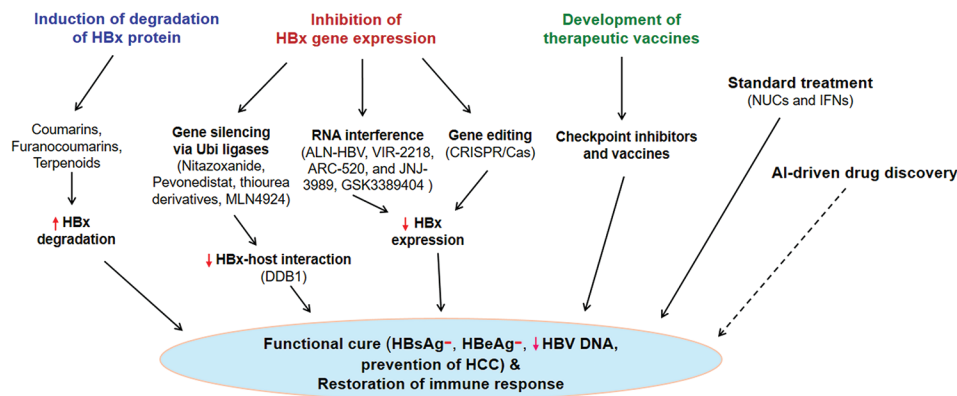 Induction of degradation
of HBx protein
Inhibition of
HBx gene expression
Development of
therapeutic vaccines
Standard treatment
(NUCs and IFNs)
Coumarins,
Furanocoumarins,
Terpenoids
Gene silencing
via Ubi ligases
(Nitazoxanide,
Pevonedistat, thiourea
derivatives, MLN4924)
RNA interference
(ALN-HBV, VIR-2218,
ARC-520, and JNJ-
3989, GSK3389404 )
Gene editing
(CRISPR/Cas)
Checkpoint inhibitors
and vaccines
AI-driven drug discovery
↑ HBx
degradation
↓ HBx
expression
↓ HBx-host interaction
(DDB1)
Functional cure (HBsAg−, HBeAg−, ↓HBV DNA,
prevention of HCC) &
Restoration of immune response